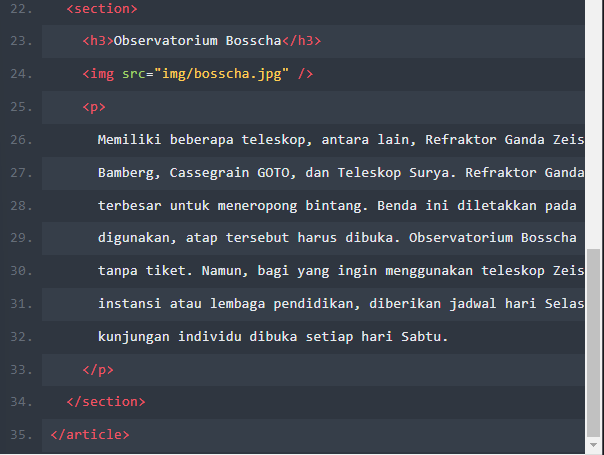 22. <section>
23. <h3>Observatorium Bosscha</h3>
24. <img src="img/bosscha.jpg" />
25. <p>
26. Memiliki beberapa teleskop, antara lain, Refraktor Ganda Zeis
27. Bamberg, Cassegrain GOTO, dan Teleskop Surya. Refraktor Ganda
28. terbesar untuk meneropong bintang. Benda ini diletakkan pada
29. digunakan, atap tersebut harus dibuka. Observatorium Bosscha
30. tanpa tiket. Namun, bagi yang ingin menggunakan teleskop Zeis
31. instansi atau lembaga pendidikan, diberikan jadwal hari Selas
32. kunjungan individu dibuka setiap hari Sabtu.
33. </p>
34. </section>
35. </article>